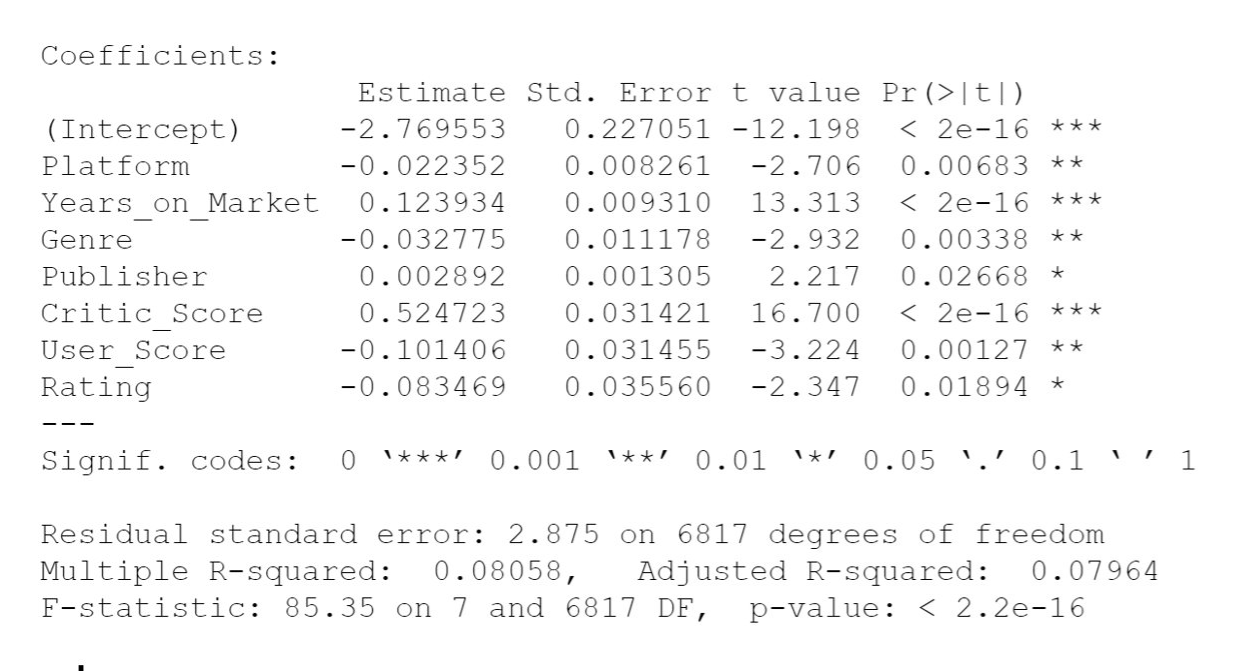 Coefficients:
Estimate Std. Error t value Pr(>|t|)
(Intercept) -2.769553 0.227051 -12.198 < 2e-16 ***
Platform -0.022352 0.008261 -2.706 0.00683 **
Years_on_Market 0.123934 0.009310 13.313 < 2e-16 ***
Genre -0.032775 0.011178 -2.932 0.00338 **
Publisher 0.002892 0.001305 2.217 0.02668 *
Critic_Score 0.524723 0.031421 16.700 < 2e-16 ***
User_Score -0.101406 0.031455 -3.224 0.00127 **
Rating -0.083469 0.035560 -2.347 0.01894 *
---
Signif. codes: 0 ‘***’ 0.001 ‘**’ 0.01 ‘*’ 0.05 ‘.’ 0.1 ‘ ’ 1
Residual standard error: 2.875 on 6817 degrees of freedom
Multiple R-squared: 0.08058, Adjusted R-squared: 0.07964
F-statistic: 85.35 on 7 and 6817 DF, p-value: < 2.2e-16